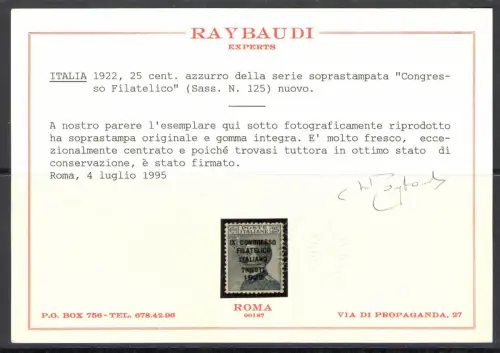 RAYBAUDI
EXPERTS
ITALIA 1922, 25 cent. azzurro della serie soprastampata "Congres-
so Filatelico" (Sass. N. 125) nuovo.
A nostro parere l'esemplare qui sotto fotograficamente riprodotto
ha soprastampa originale e gomma integra. E' molto fresco, ecce-
zionalmente centrato e poiché trovasi tuttora in ottimo stato di
conservazione, è stato firmato.
Roma, 4 luglio 1995
IX CONGRESSO
FILATELICO
ITALIANO
TRIESTE
1922
ROMA
00187
P.O. BOX 756 - TEL. 678.42.96
VIA DI PROPAGANDA, 27